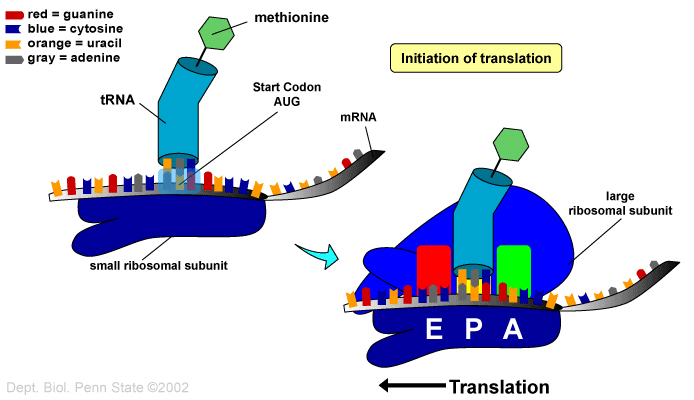 red = guanine
blue = cytosine
orange = uracil
gray = adenine
methionine
Initiation of translation
tRNA
Start Codon
AUG
mRNA
small ribosomal subunit
large
ribosomal subunit
E P A
Translation
Dept. Biol. Penn State ©2002